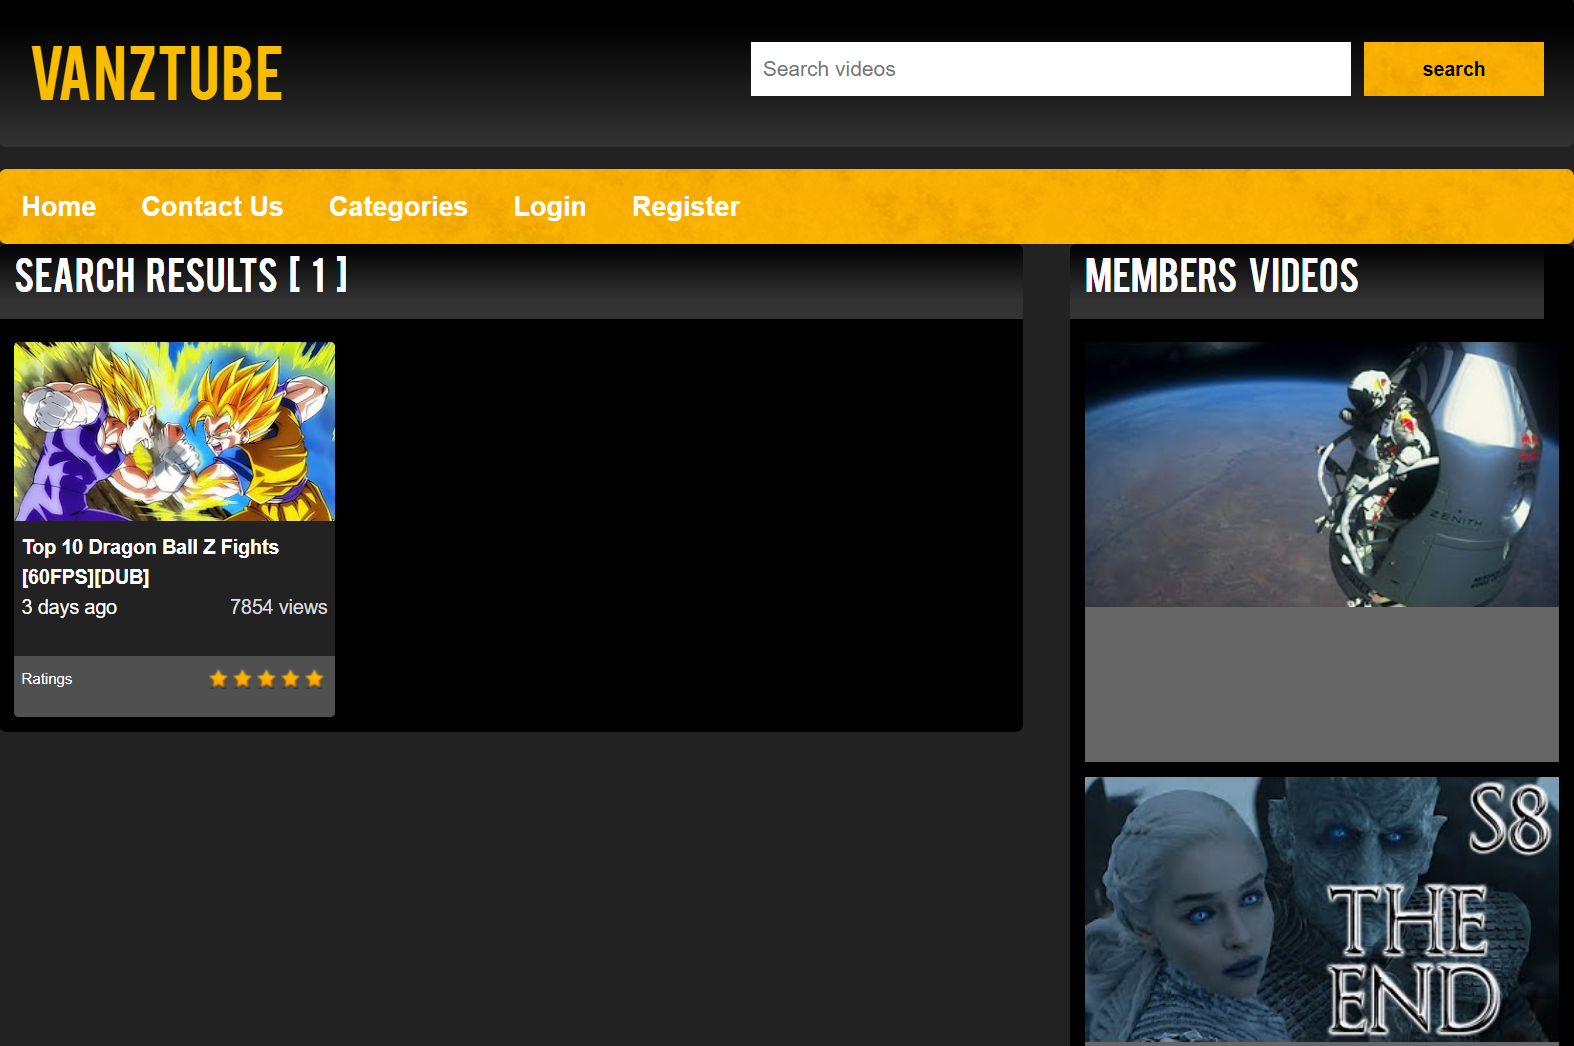 VANZTUBE
Search videos
search
Home Contact Us Categories Login Register
SEARCH RESULTS [ 1 ]
MEMBERS VIDEOS
Top 10 Dragon Ball Z Fights
[60FPS][DUB]
3 days ago 7854 views
Ratings
ZENITH
S8
THE
END